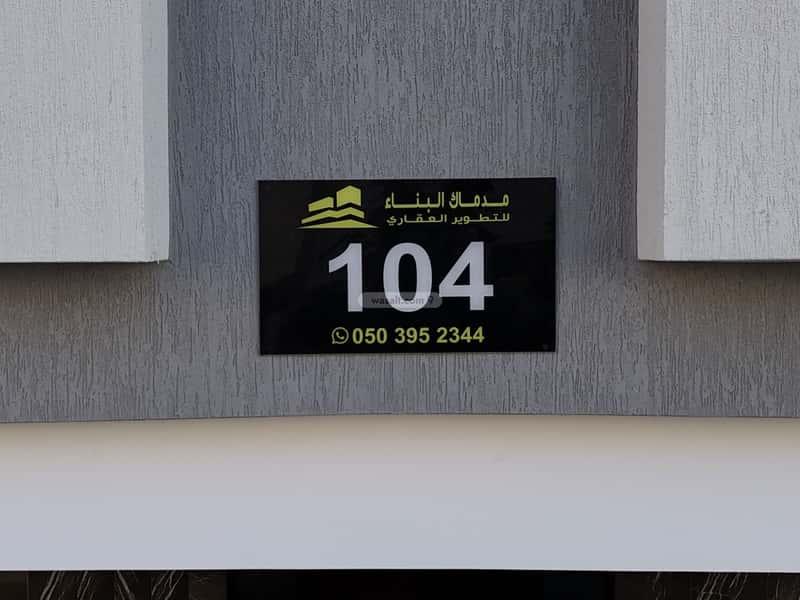 مدماك البناء
للتطوير العقاري
104
wasalt.com
050 395 2344